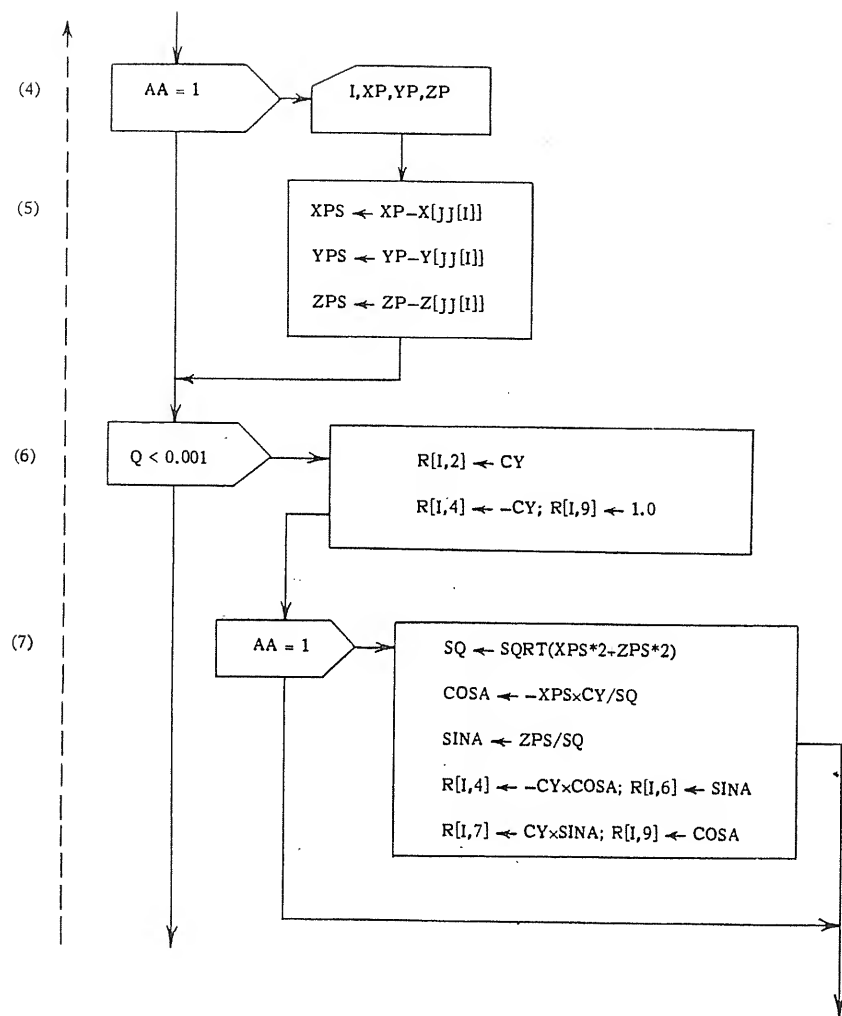 (4)
AA = 1
I,XP,YP,ZP
(5)
XPS ← XP−X[JJ[I]]
YPS ← YP−Y[JJ[I]]
ZPS ← ZP−Z[JJ[I]]
(6)
Q < 0.001
R[I,2] ← CY
R[I,4] ← −CY; R[I,9] ← 1.0
(7)
AA = 1
SQ ← SQRT(XPS*2+ZPS*2)
COSA ← −XPS×CY/SQ
SINA ← ZPS/SQ
R[I,4] ← −CY×COSA; R[I,6] ← SINA
R[I,7] ← CY×SINA; R[I,9] ← COSA